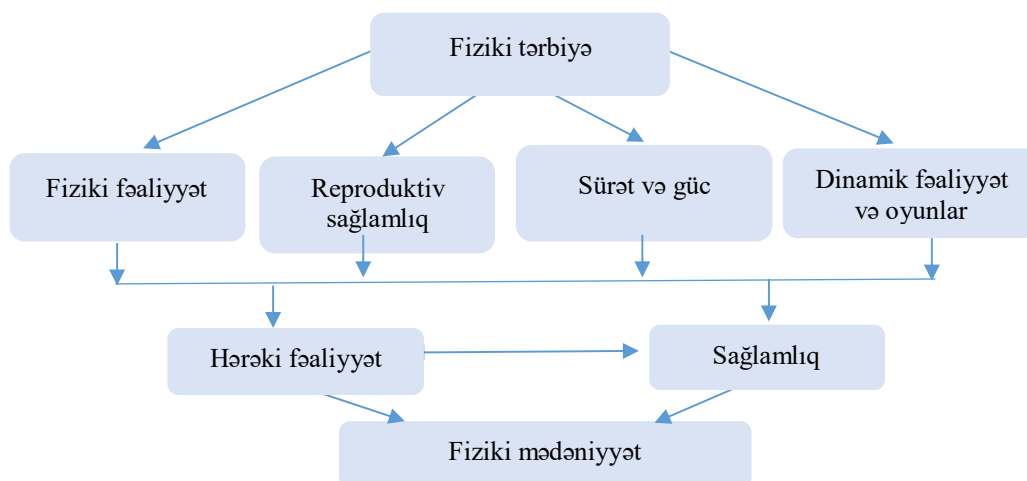 Fiziki tərbiyə
Fiziki fəaliyyət
Reproduktiv
sağlamlıq
Sürət və güc
Dinamik fəaliyyət
və oyunlar
Hərəki fəaliyyət
Sağlamlıq
Fiziki mədəniyyət